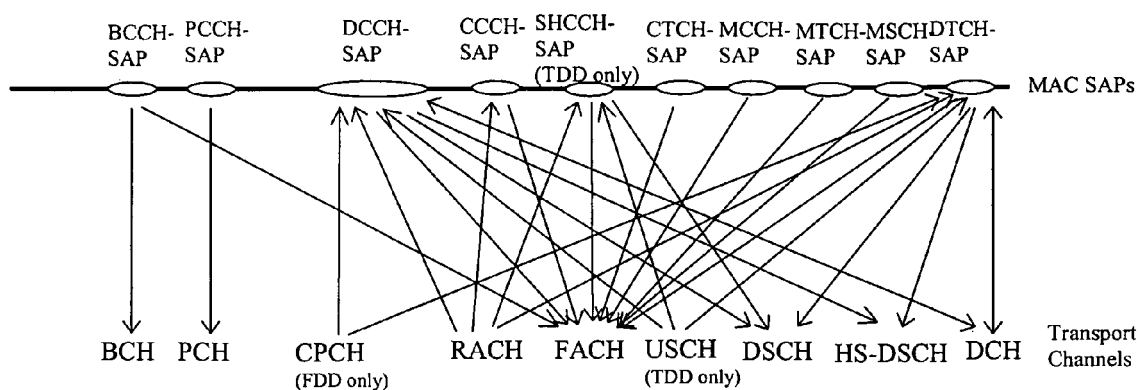 BCCH-
SAP
PCCH-
SAP
DCCH-
SAP
CCCH-
SAP
SHCCH-
SAP
(TDD only)
CTCH-
SAP
MCCH-
SAP
MTCH-
SAP
MSCH
SAP
DTCH-
SAP
MAC SAPs
BCH
PCH
CPCH
(FDD only)
RACH
FACH
USCH
(TDD only)
DSCH
HS-DSCH
DCH
Transport
Channels